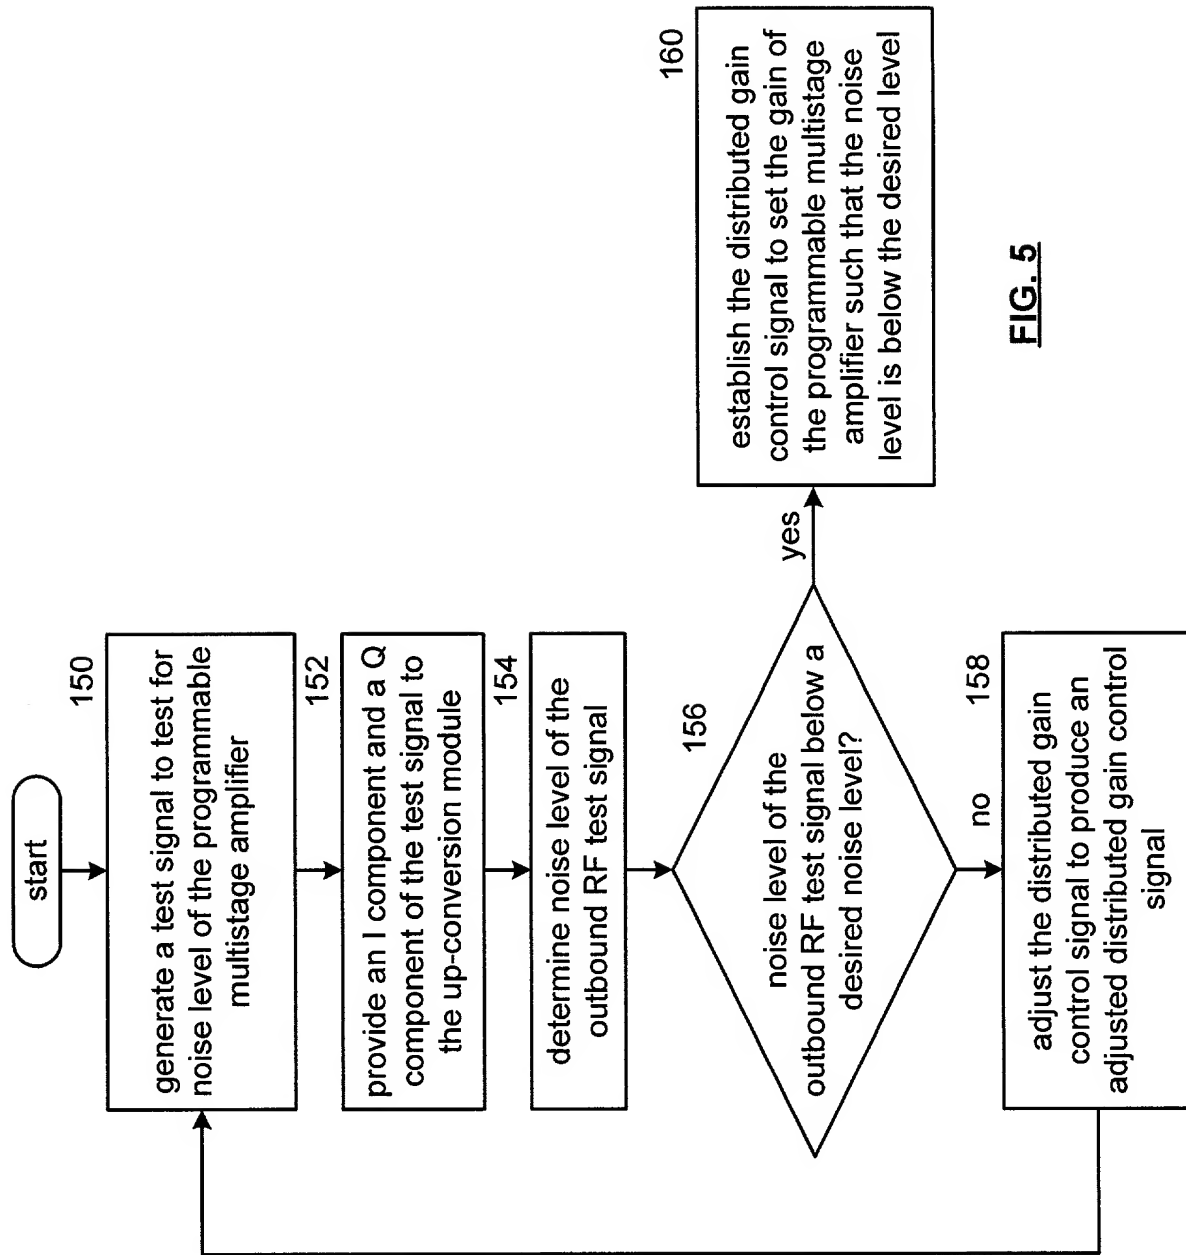 start
150
generate a test signal to test for
noise level of the programmable
multistage amplifier
152
provide an I component and a Q
component of the test signal to
the up-conversion module
154
determine noise level of the
outbound RF test signal
156
noise level of the
outbound RF test signal below a
desired noise level?
yes
160
establish the distributed gain
control signal to set the gain of
the programmable multistage
amplifier such that the noise
level is below the desired level
no
158
adjust the distributed gain
control signal to produce an
adjusted distributed gain control
signal
FIG. 5